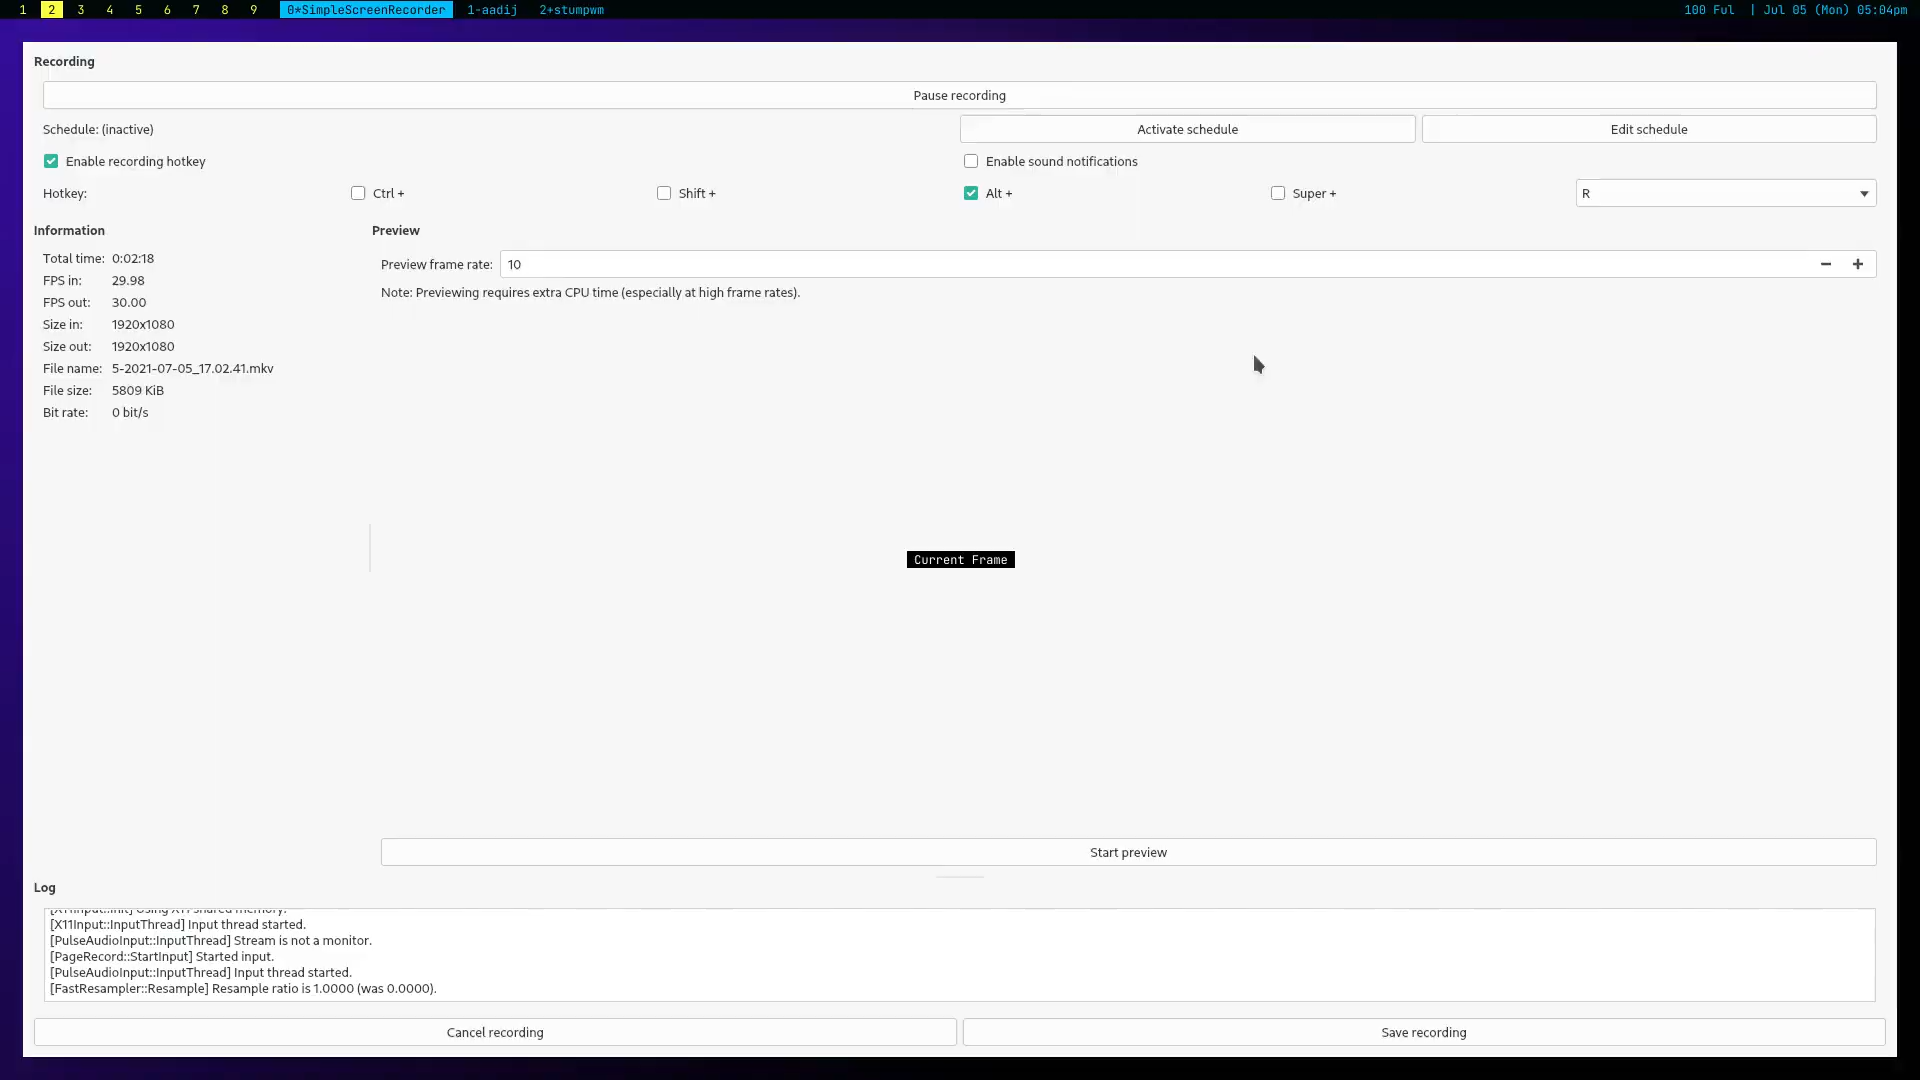 1 2 3 4 5 6 7 8 9 0*SimpleScreenRecorder 1-aadij 2+stumpwm 100 Ful | Jul 05 (Mon) 05:04pm
Recording
Pause recording
Schedule: (inactive) Activate schedule Edit schedule
Enable recording hotkey Enable sound notifications
Hotkey: Ctrl + Shift + Alt + Super + R
Information Preview
Total time: 0:02:18
Preview frame rate: 10
FPS in: 29.98
Note: Previewing requires extra CPU time (especially at high frame rates).
FPS out: 30.00
Size in: 1920x1080
Size out: 1920x1080
File name: 5-2021-07-05_17.02.41.mkv
File size: 5809 KiB
Bit rate: 0 bit/s
Current Frame
Start preview
Log
[X11Input::Init] Using X11 shared memory.
[X11Input::InputThread] Input thread started.
[PulseAudioInput::InputThread] Stream is not a monitor.
[PageRecord::StartInput] Started input.
[PulseAudioInput::InputThread] Input thread started.
[FastResampler::Resample] Resample ratio is 1.0000 (was 0.0000).
Cancel recording Save recording